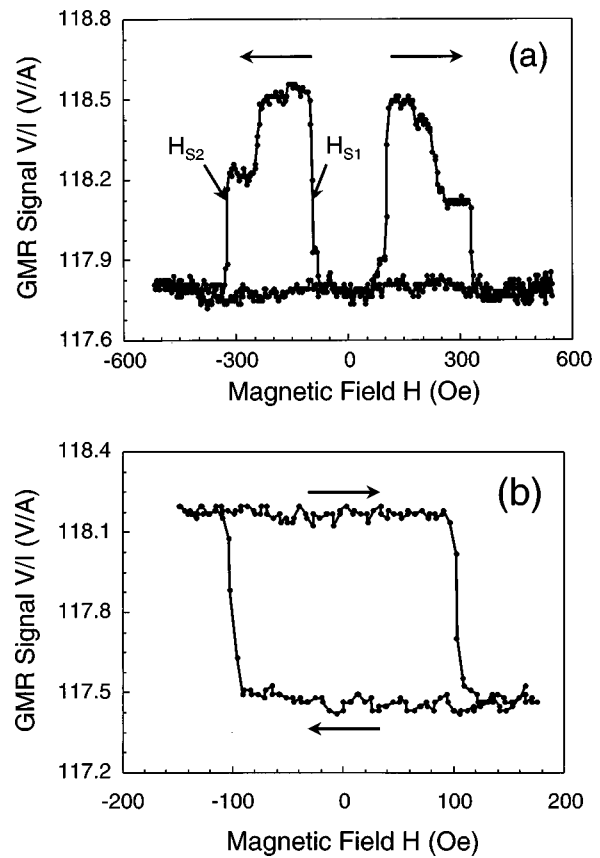 118.8
(a)
118.5
H_S2
H_S1
118.2
117.9
117.6
GMR Signal V/I (V/A)
-600 -300 0 300 600
Magnetic Field H (Oe)
118.4
(b)
118.1
117.8
117.5
117.2
GMR Signal V/I (V/A)
-200 -100 0 100 200
Magnetic Field H (Oe)